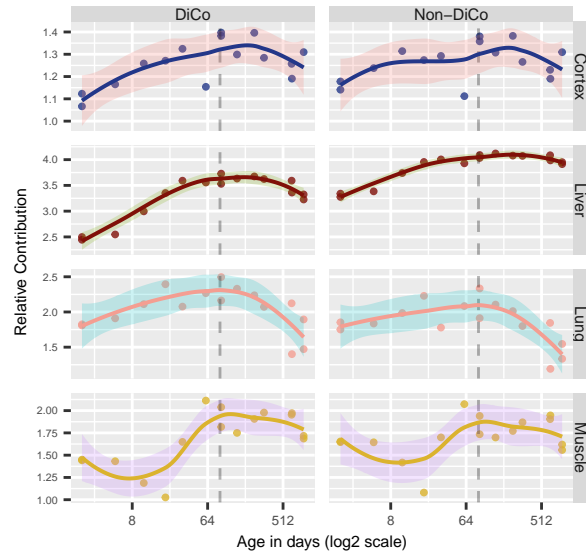 DiCo
Non−DiCo
1.4
1.3
1.2
1.1
1.0
Cortex
4.0
3.5
3.0
2.5
Liver
2.5
2.0
1.5
Lung
2.00
1.75
1.50
1.25
1.00
Muscle
8
64
512
8
64
512
Relative Contribution
Age in days (log2 scale)